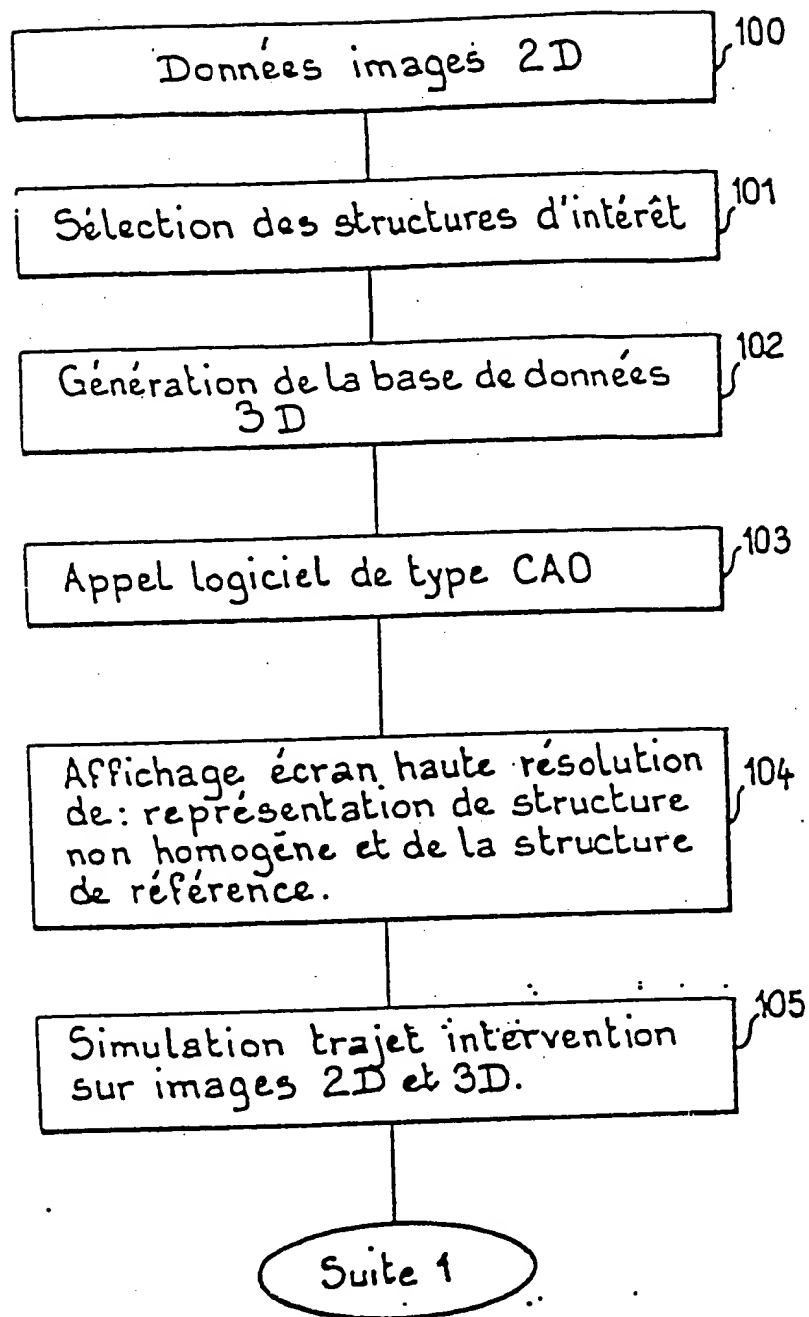 100
Données images 2D
101
Sélection des structures d'intérêt
102
Génération de la base de données
3D
103
Appel logiciel de type CAO
104
Affichage écran haute résolution
de: représentation de structure
non homogène et de la structure
de référence.
105
Simulation trajet intervention
sur images 2D et 3D.
Suite 1